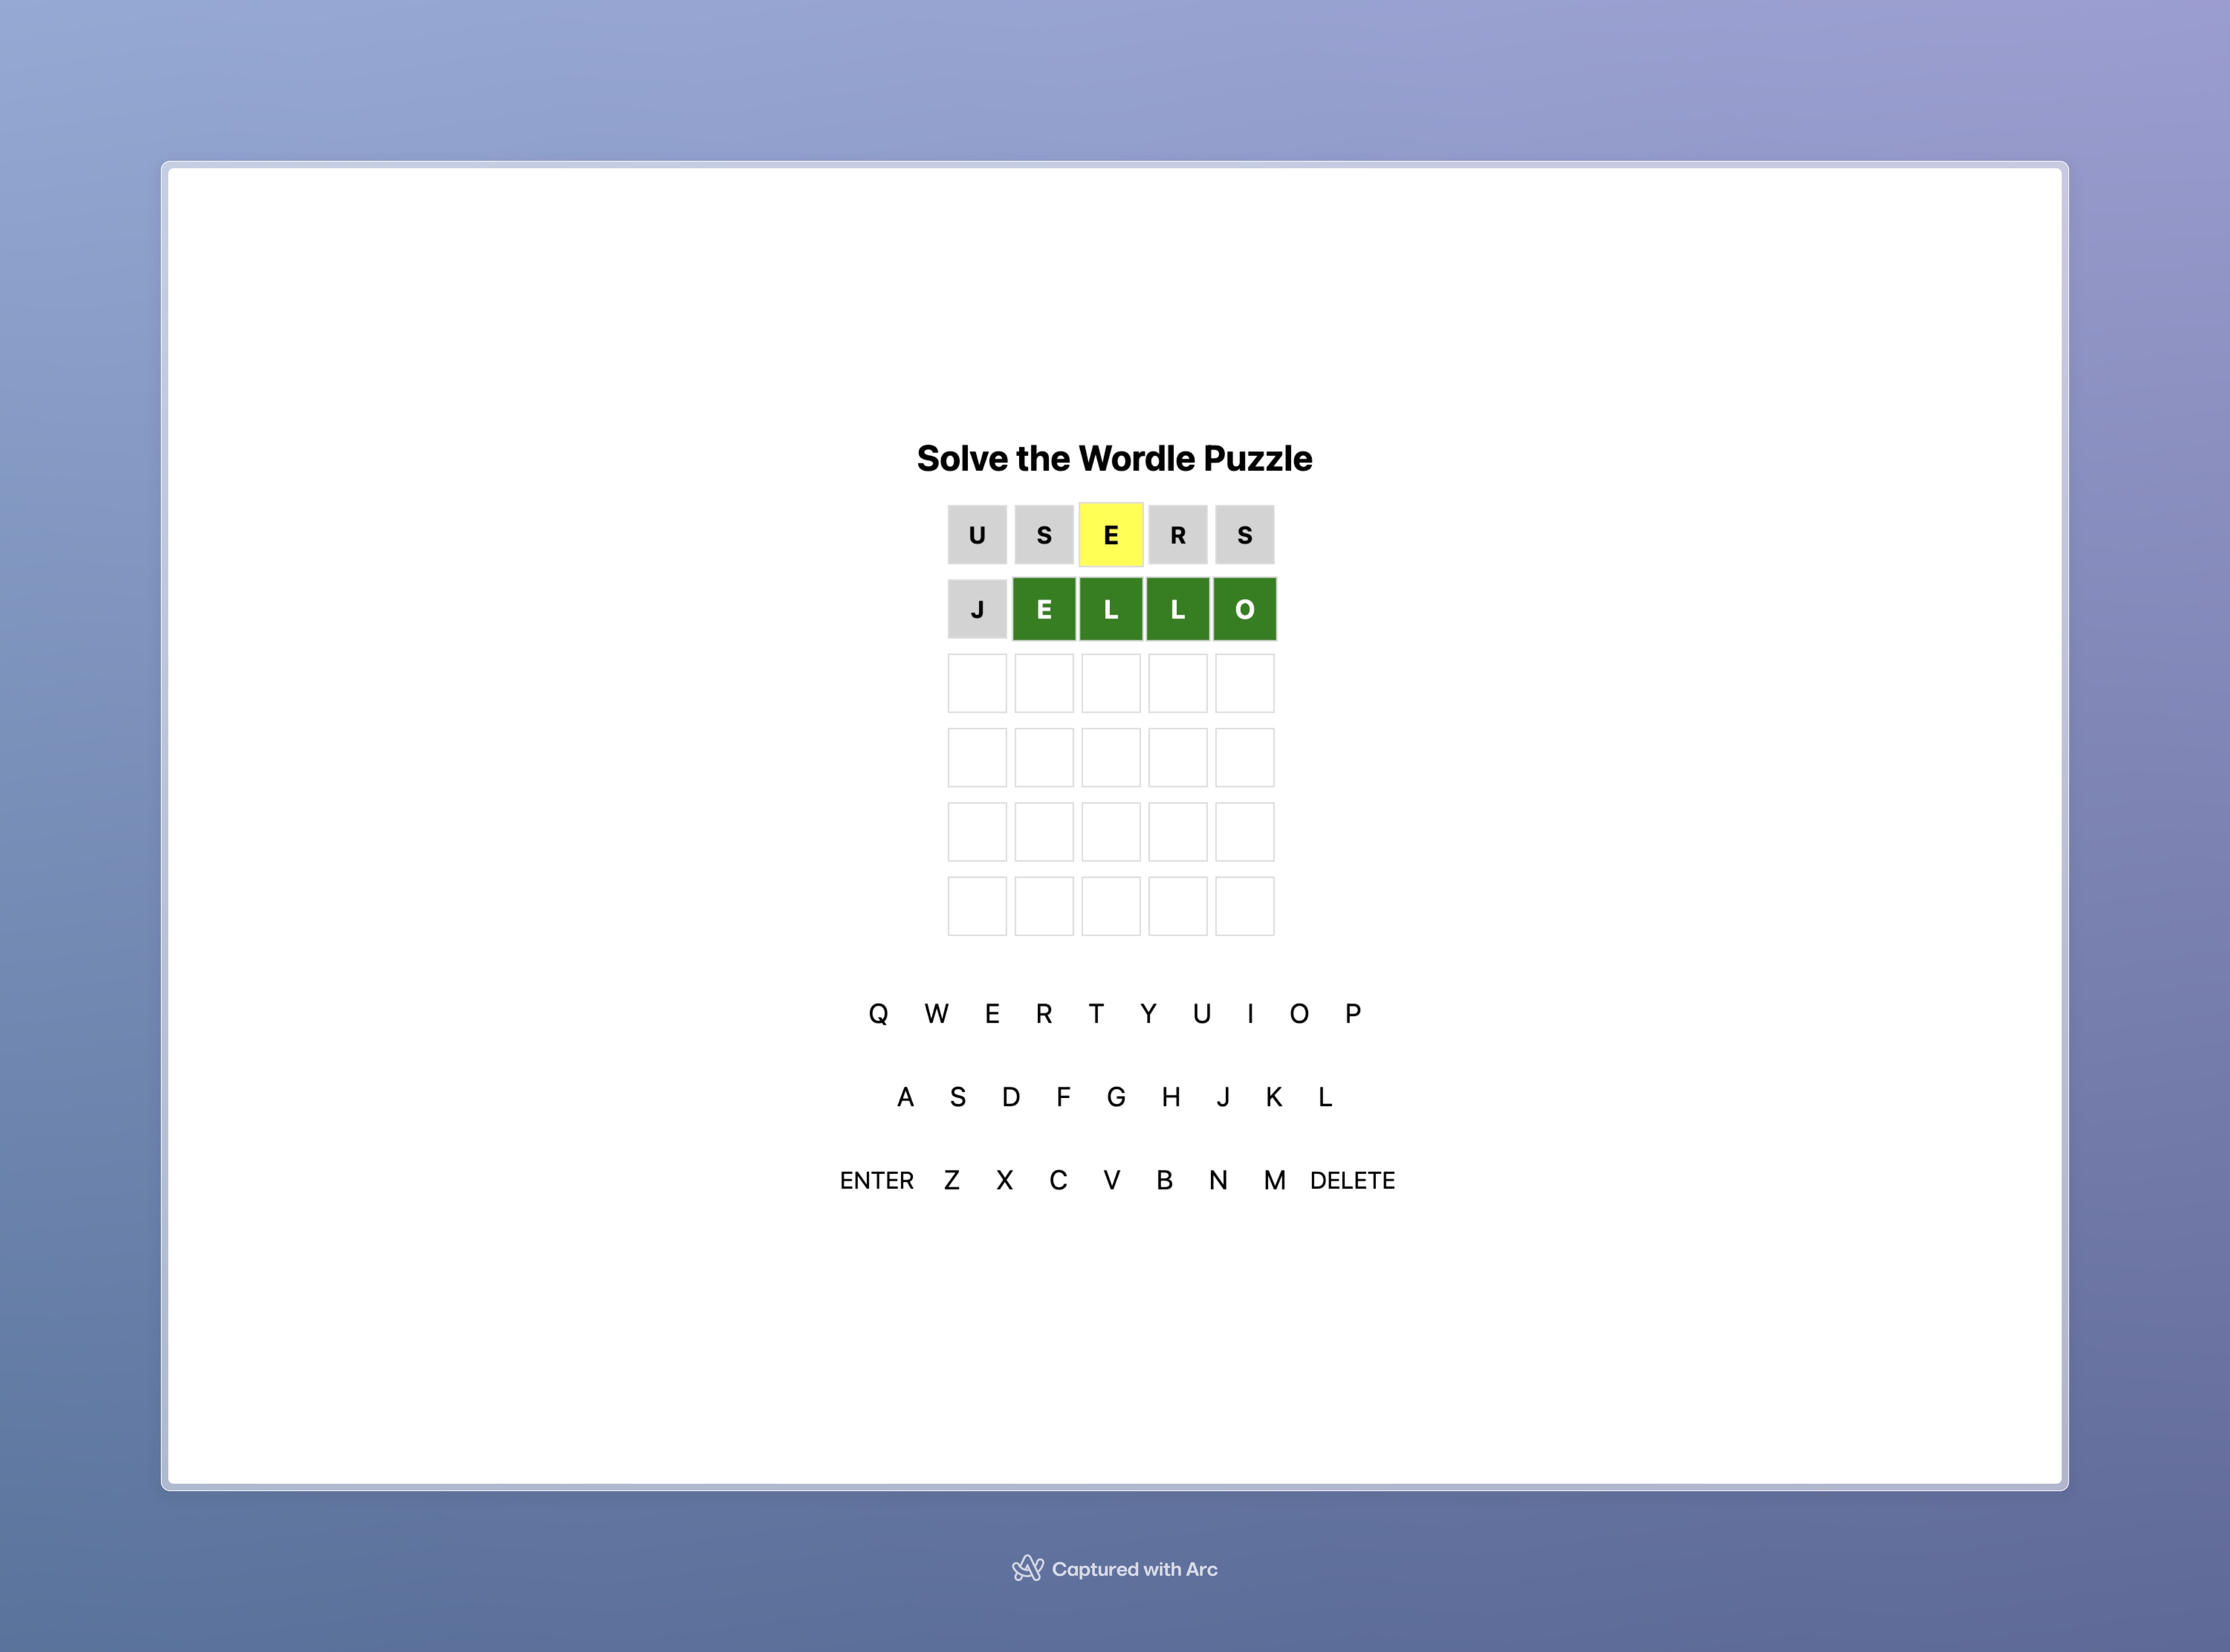 Solve the Wordle Puzzle
U S E R S
J E L L O
Q W E R T Y U I O P
A S D F G H J K L
ENTER Z X C V B N M DELETE
Captured with Arc